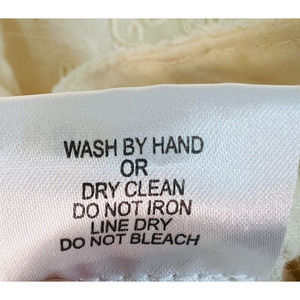 WASH BY HAND
OR
DRY CLEAN
DO NOT IRON
LINE DRY
DO NOT BLEACH